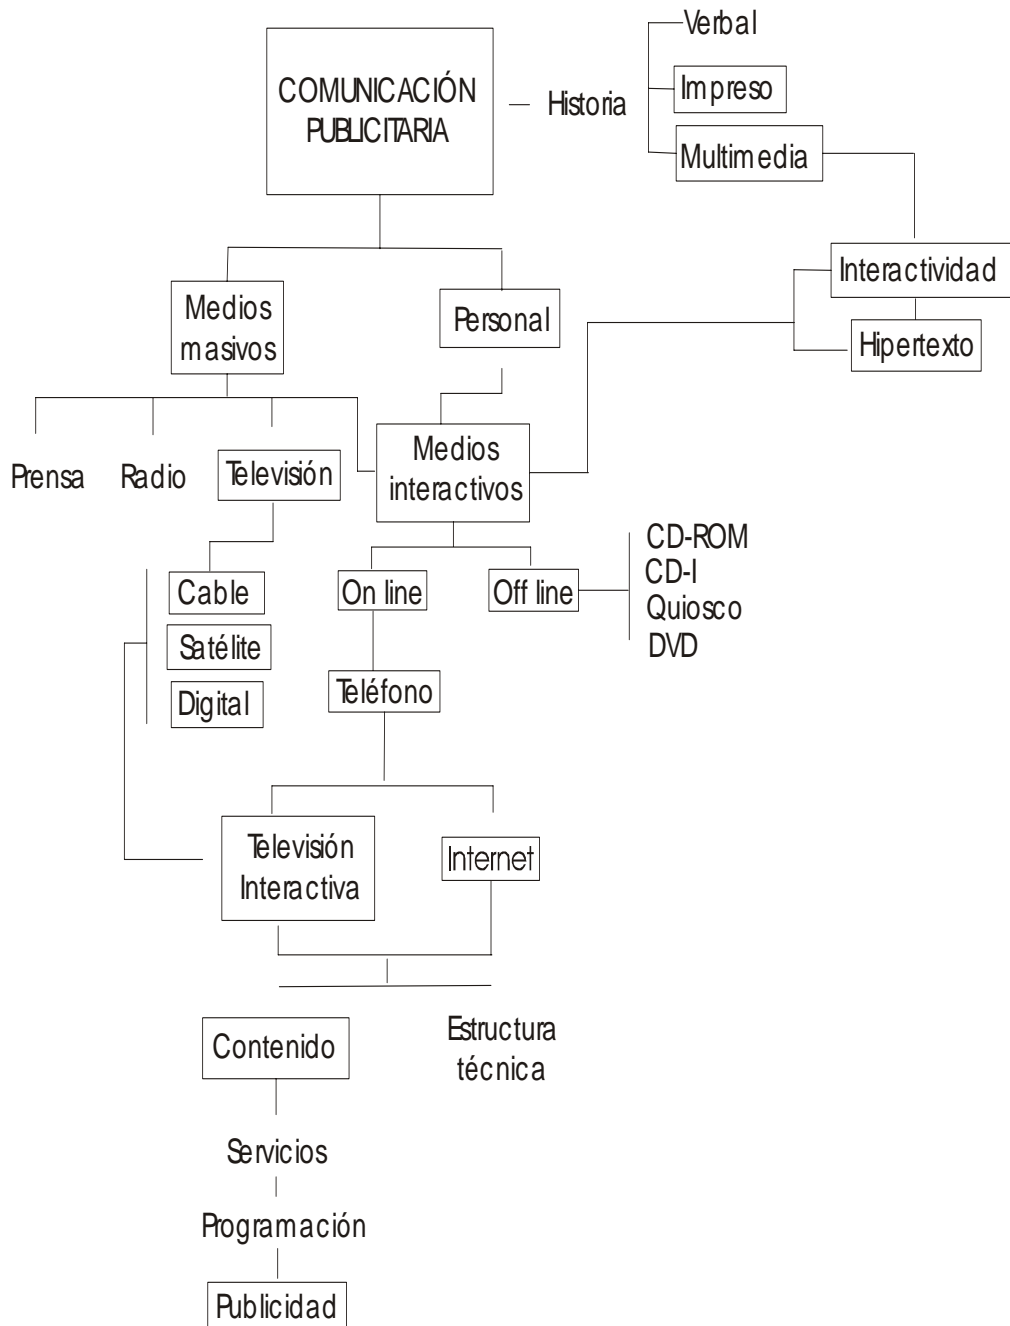 COMUNICACIÓN
PUBLICITARIA
Historia
Verbal
Impreso
Multimedia
Interactividad
Hipertexto
Medios
masivos
Personal
Prensa
Radio
Televisión
Medios
interactivos
Cable
Satélite
Digital
On line
Off line
CD-ROM
CD-I
Quiosco
DVD
Teléfono
Televisión
Interactiva
Internet
Contenido
Estructura
técnica
Servicios
Programación
Publicidad